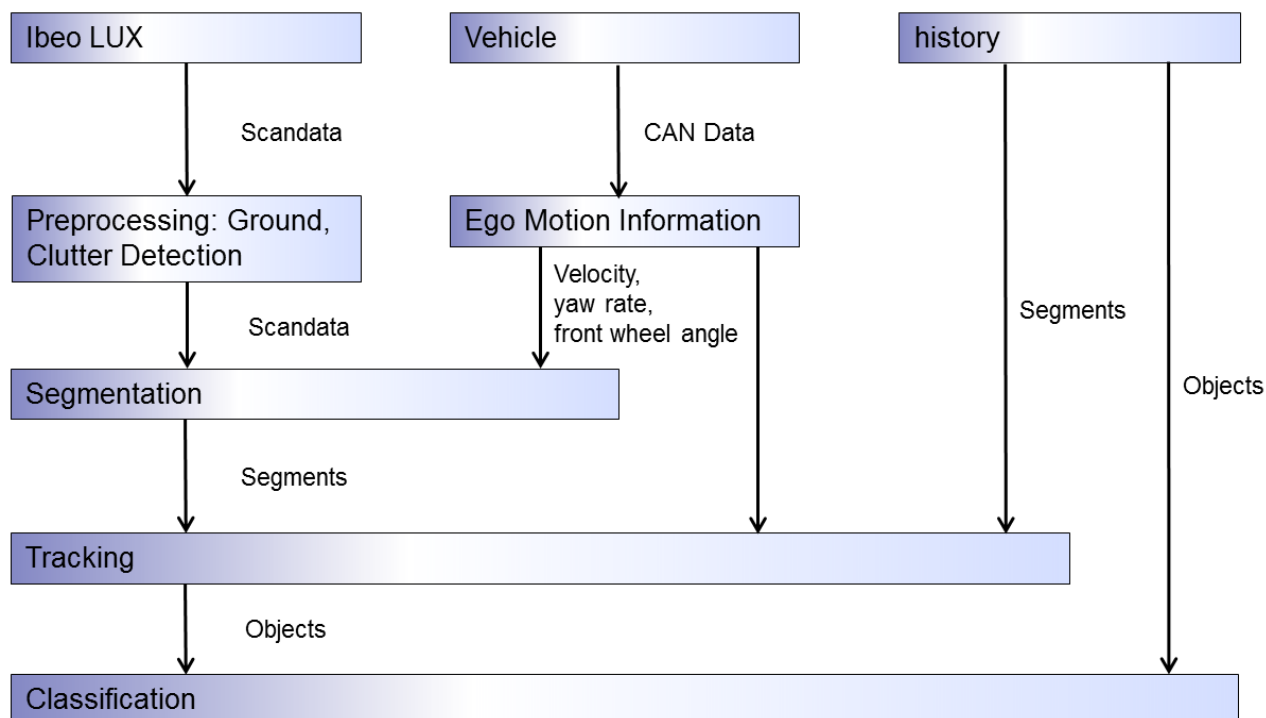 Ibeo LUX
Vehicle
history
Scandata
CAN Data
Preprocessing: Ground,
Clutter Detection
Ego Motion Information
Velocity,
yaw rate,
front wheel angle
Scandata
Segments
Segmentation
Objects
Segments
Tracking
Objects
Classification